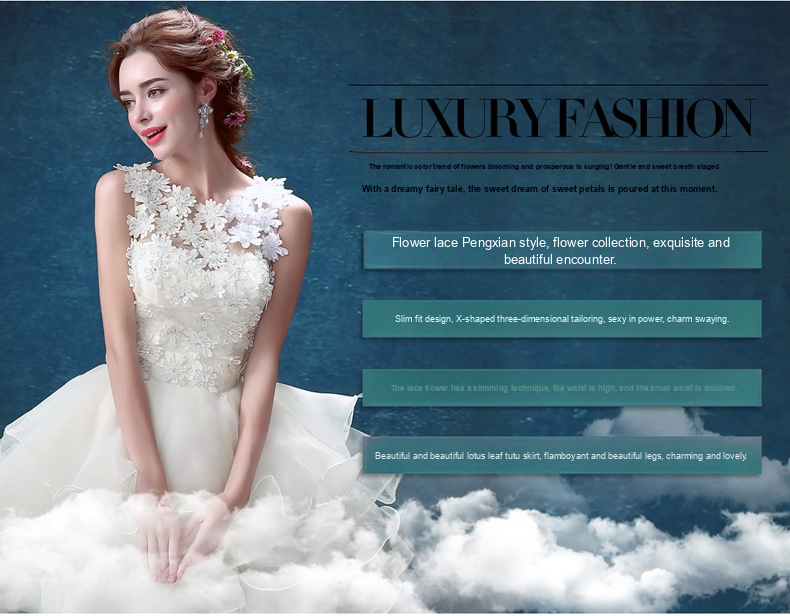 LUXURY FASHION
The romantic color trend of flowers blooming and prosperous is surging! Gentle and sweet breath staged
With a dreamy fairy tale, the sweet dream of sweet petals is poured at this moment.
Flower lace Pengxian style, flower collection, exquisite and
beautiful encounter.
Slim fit design, X-shaped three-dimensional tailoring, sexy in power, charm swaying.
The lace flower has a slimming technique, the waist is high, and the small waist is doubled.
Beautiful and beautiful lotus leaf tutu skirt, flamboyant and beautiful legs, charming and lovely.